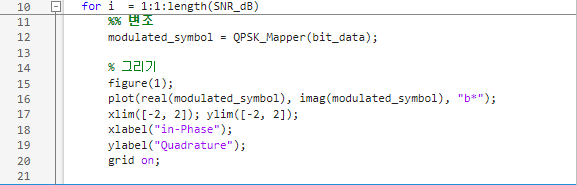 10 for i = 1:1:length(SNR_dB)
11 %% 변조
12 modulated_symbol = QPSK_Mapper(bit_data);
13
14 % 그리기
15 figure(1);
16 plot(real(modulated_symbol), imag(modulated_symbol), "b*");
17 xlim([-2, 2]); ylim([-2, 2]);
18 xlabel("in-Phase");
19 ylabel("Quadrature");
20 grid on;
21